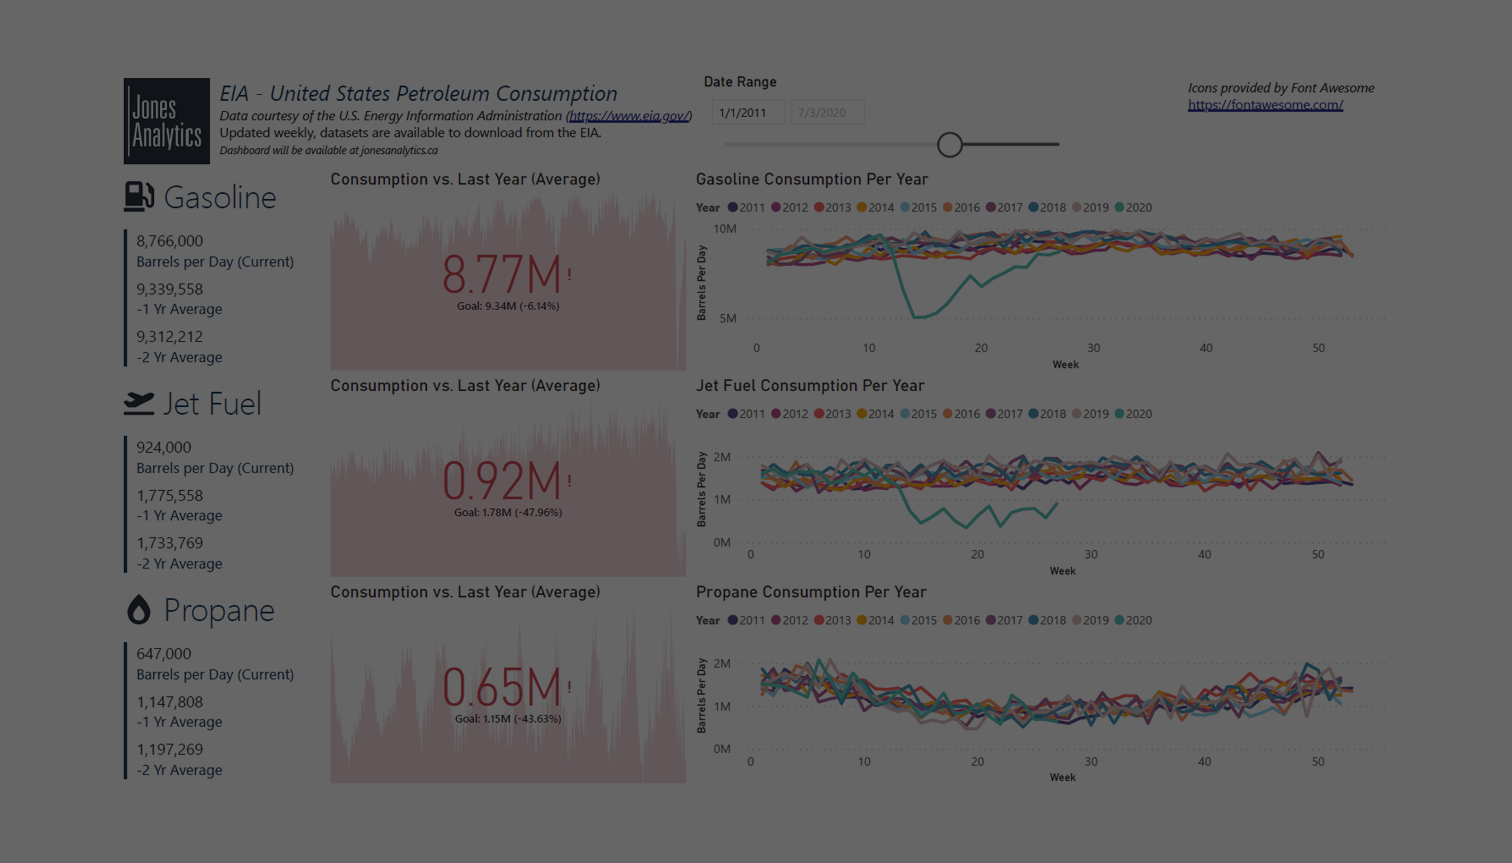 Jones
Analytics
EIA - United States Petroleum Consumption
Data courtesy of the U.S. Energy Information Administration (https://www.eia.gov/)
Updated weekly, datasets are available to download from the EIA.
Dashboard will be available at jonesanalytics.ca
Date Range
1/1/2011
7/3/2020
Icons provided by Font Awesome
https://fontawesome.com/
Gasoline
8,766,000
Barrels per Day (Current)
9,339,558
-1 Yr Average
9,312,212
-2 Yr Average
Consumption vs. Last Year (Average)
8.77M!
Goal: 9.34M (-6.14%)
Gasoline Consumption Per Year
Year 2011 2012 2013 2014 2015 2016 2017 2018 2019 2020
Barrels Per Day
10M
5M
0 10 20 30 40 50
Week
Jet Fuel
924,000
Barrels per Day (Current)
1,775,558
-1 Yr Average
1,733,769
-2 Yr Average
Consumption vs. Last Year (Average)
0.92M!
Goal: 1.78M (-47.96%)
Jet Fuel Consumption Per Year
Year 2011 2012 2013 2014 2015 2016 2017 2018 2019 2020
Barrels Per Day
2M
1M
0M
0 10 20 30 40 50
Week
Propane
647,000
Barrels per Day (Current)
1,147,808
-1 Yr Average
1,197,269
-2 Yr Average
Consumption vs. Last Year (Average)
0.65M!
Goal: 1.15M (-43.63%)
Propane Consumption Per Year
Year 2011 2012 2013 2014 2015 2016 2017 2018 2019 2020
Barrels Per Day
2M
1M
0M
0 10 20 30 40 50
Week